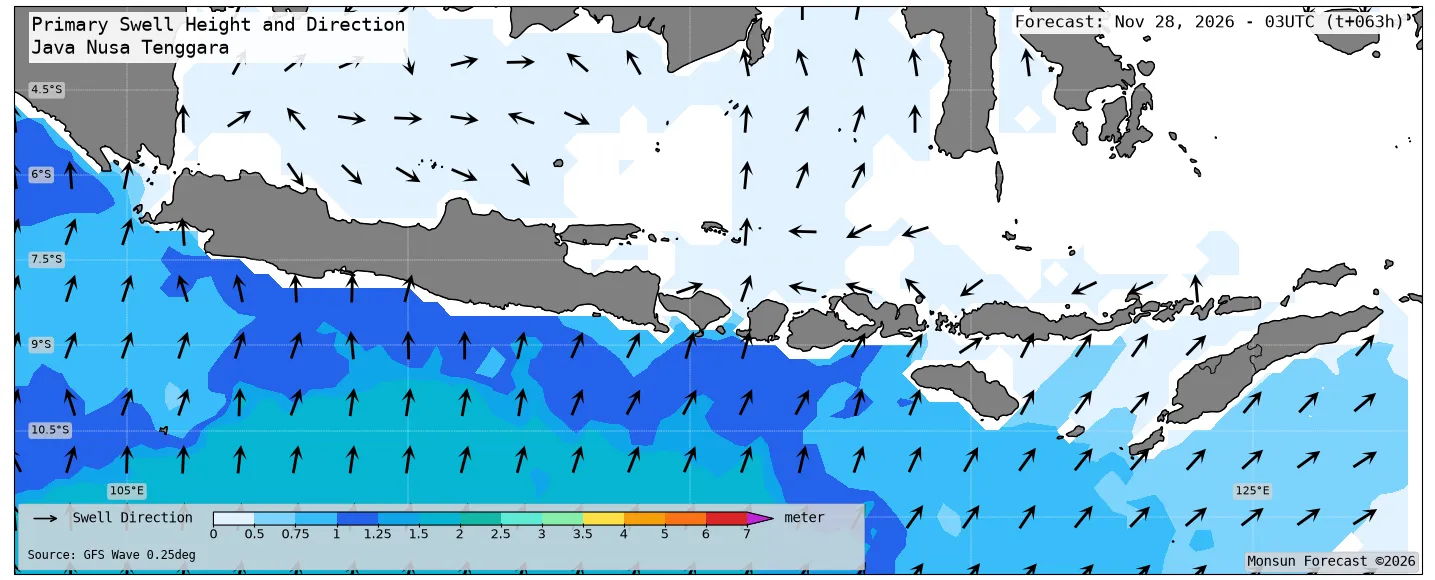 Primary Swell Height and Direction
Java Nusa Tenggara
Forecast: Nov 28, 2026 - 03UTC (t+063h)
4.5°S
6°S
7.5°S
9°S
10.5°S
105°E
125°E
Swell Direction
meter
0 0.5 0.75 1 1.25 1.5 2 2.5 3 3.5 4 5 6 7
Source: GFS Wave 0.25deg
Monsun Forecast ©2026